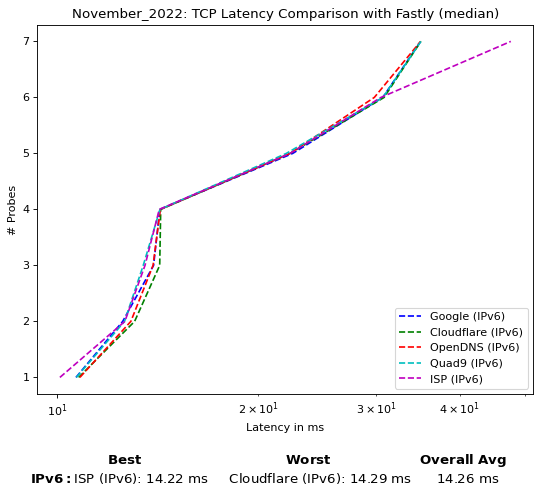 November_2022: TCP Latency Comparison with Fastly (median)
7
6
5
4
3
2
1
# Probes
Google (IPv6)
Cloudflare (IPv6)
OpenDNS (IPv6)
Quad9 (IPv6)
ISP (IPv6)
10¹ 2 × 10¹ 3 × 10¹ 4 × 10¹
Latency in ms
Best Worst Overall Avg
IPv6: ISP (IPv6): 14.22 ms Cloudflare (IPv6): 14.29 ms 14.26 ms